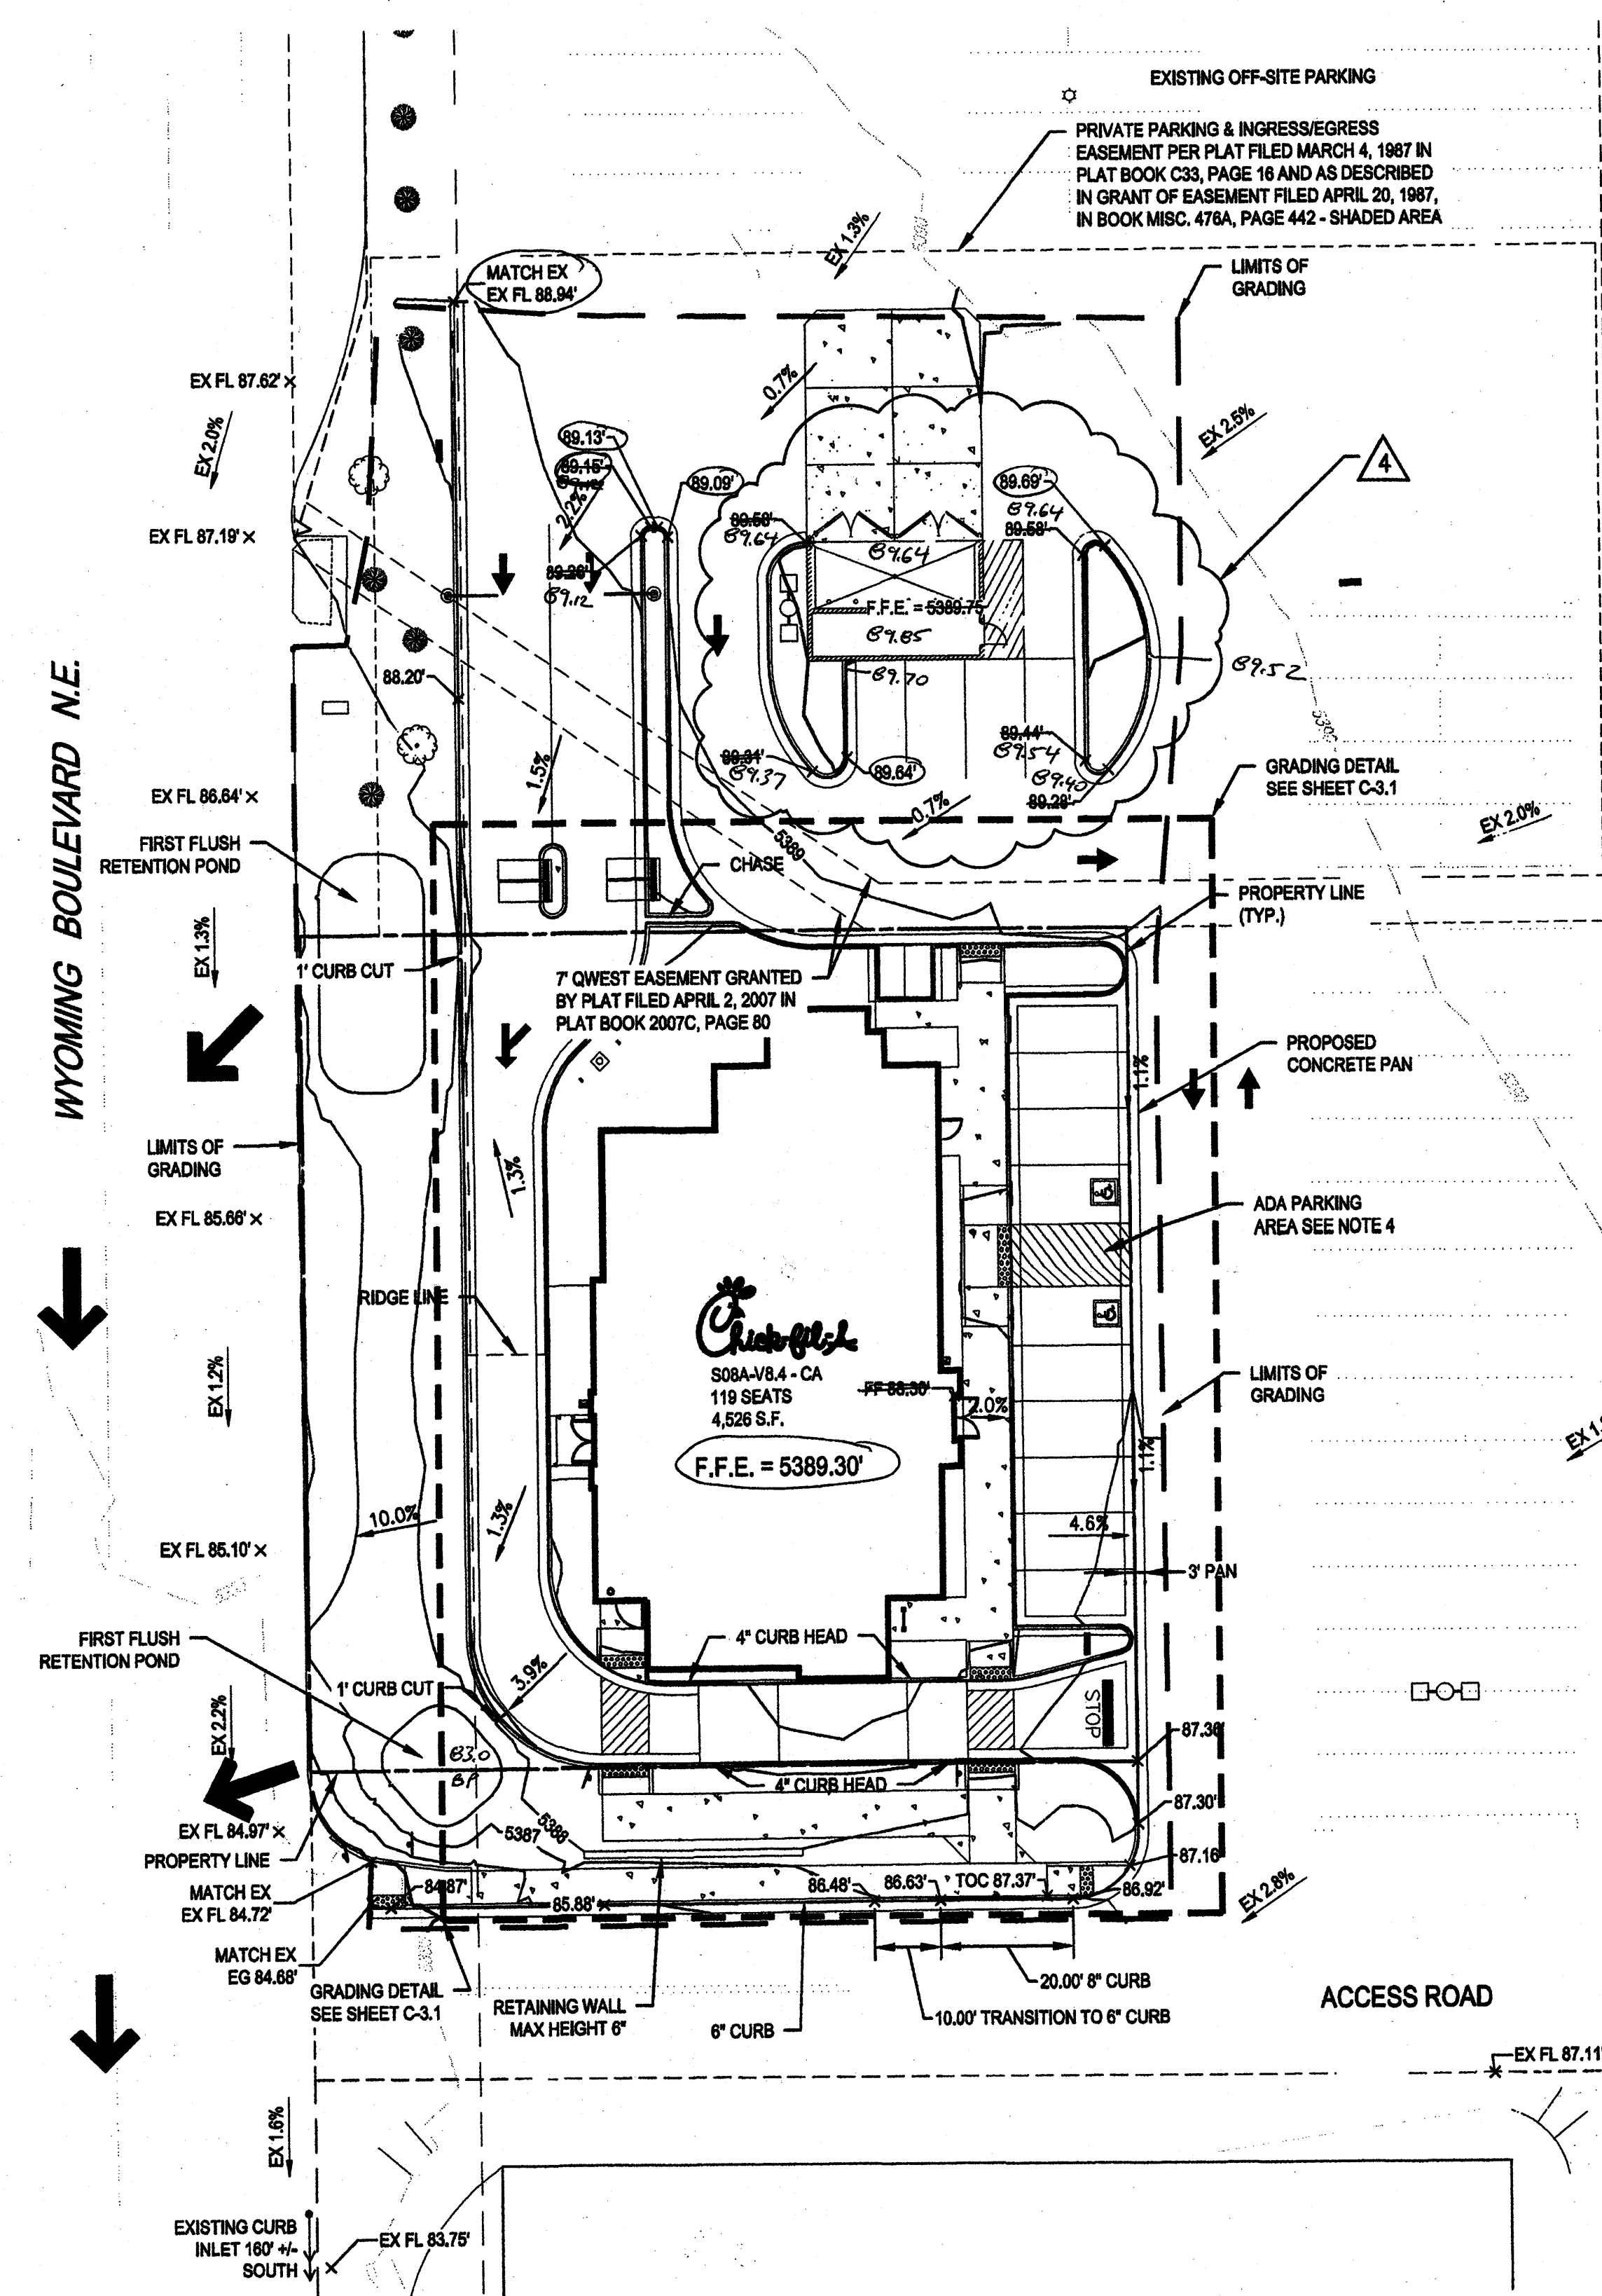 EXISTING OFF-SITE PARKING
PRIVATE PARKING & INGRESS/EGRESS
EASEMENT PER PLAT FILED MARCH 4, 1987 IN
PLAT BOOK C33, PAGE 16 AND AS DESCRIBED
IN GRANT OF EASEMENT FILED APRIL 20, 1987,
IN BOOK MISC. 476A, PAGE 442 - SHADED AREA
EX 1.3%
MATCH EX
EX FL 88.94'
LIMITS OF
GRADING
EX FL 87.62'
0.7%
EX 2.0%
EX 2.5%
89.13'
89.15'
89.09'
89.69'
4
2.2%
89.58'
89.64
89.64
89.58'
89.64
EX FL 87.19'
89.26'
89.12
F.F.E. = 5389.75
89.85
89.70
89.52
88.20'
WYOMING BOULEVARD N.E.
89.31'
89.37
89.64'
89.44'
89.54
89.40
89.28'
5390
1.5%
0.7%
GRADING DETAIL
SEE SHEET C-3.1
EX FL 86.64'
EX 2.0%
FIRST FLUSH
RETENTION POND
5389
CHASE
PROPERTY LINE
(TYP.)
EX 1.3%
1' CURB CUT
7' QWEST EASEMENT GRANTED
BY PLAT FILED APRIL 2, 2007 IN
PLAT BOOK 2007C, PAGE 80
PROPOSED
CONCRETE PAN
1.1%
LIMITS OF
GRADING
1.3%
EX FL 85.66'
ADA PARKING
AREA SEE NOTE 4
RIDGE LINE
Chick-fil-A
S08A-V8.4 - CA
119 SEATS
4,526 S.F.
FF 88.30'
2.0%
F.F.E. = 5389.30'
EX 1.2%
LIMITS OF
GRADING
1.1%
10.0%
1.3%
4.6%
EX FL 85.10'
3' PAN
FIRST FLUSH
RETENTION POND
4" CURB HEAD
3.9%
1' CURB CUT
EX 2.2%
STOP
87.36'
83.0
4" CURB HEAD
87.30'
EX FL 84.97'
5387
5388
PROPERTY LINE
87.16'
MATCH EX
EX FL 84.72'
84.87'
85.88'
86.48'
86.63'
TOC 87.37'
86.92'
EX 2.8%
MATCH EX
EG 84.68'
GRADING DETAIL
SEE SHEET C-3.1
RETAINING WALL
MAX HEIGHT 6"
6" CURB
20.00' 8" CURB
10.00' TRANSITION TO 6" CURB
ACCESS ROAD
EX FL 87.11'
EX 1.6%
EXISTING CURB
INLET 160' +/-
SOUTH
EX FL 83.75'